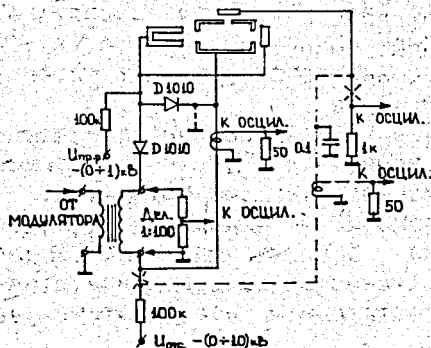 D1010
К ОСЦИЛ.
100к
D1010
К ОСЦИЛ.
50
0.1
1к
К ОСЦИЛ.
Uпр.р
-(0÷1)кВ
ОТ
МОДУЛЯТОРА
Дел.
1:100
К ОСЦИЛ.
50
100к
Uотс. -(0÷10)кВ